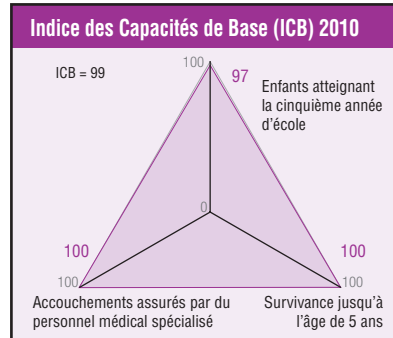 Indice des Capacités de Base (ICB) 2010
ICB = 99
100
97
Enfants atteignant
la cinquième année
d'école
0
100
100
100
100
Accouchements assurés par du
personnel médical spécialisé
Survivance jusqu'à
l'âge de 5 ans